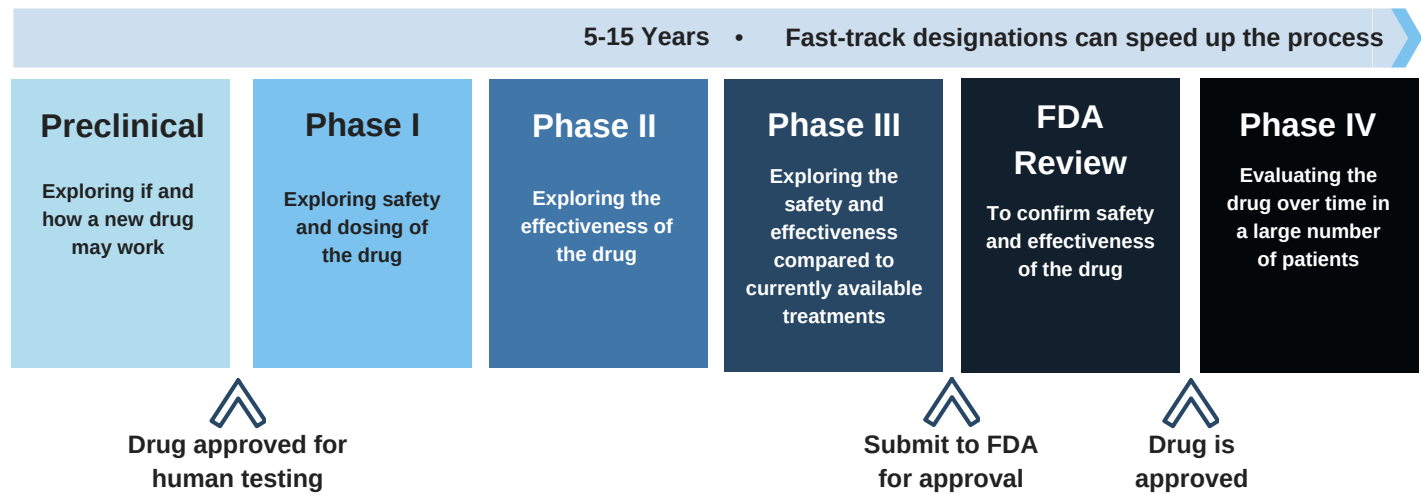 5-15 Years • Fast-track designations can speed up the process
Preclinical
Exploring if and
how a new drug
may work
Phase I
Exploring safety
and dosing of
the drug
Phase II
Exploring the
effectiveness of
the drug
Phase III
Exploring the
safety and
effectiveness
compared to
currently available
treatments
FDA
Review
To confirm safety
and effectiveness
of the drug
Phase IV
Evaluating the
drug over time in
a large number
of patients
Drug approved for
human testing
Submit to FDA
for approval
Drug is
approved